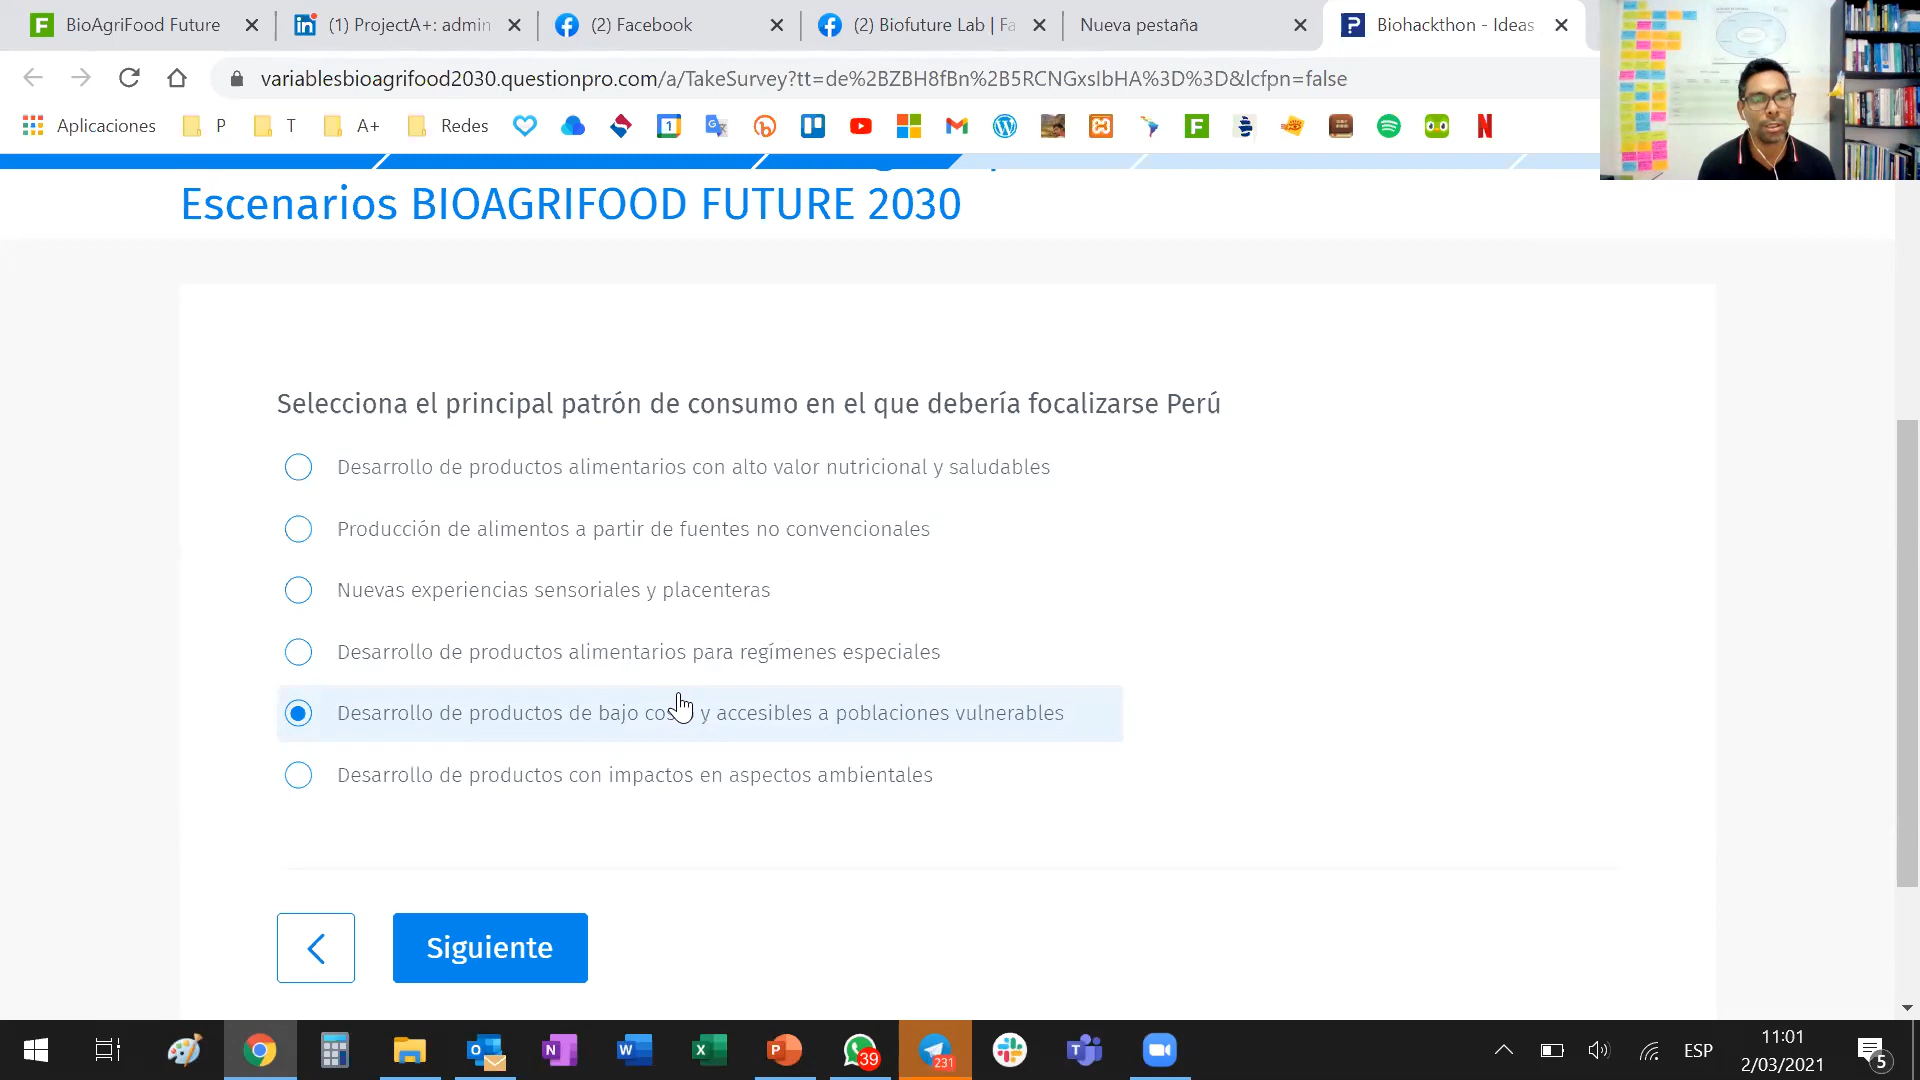 BioAgriFood Future
(1) ProjectA+: admin
(2) Facebook
(2) Biofuture Lab | Fa
Nueva pestaña
Biohackthon - Ideas
variablesbioagrifood2030.questionpro.com/a/TakeSurvey?tt=de%2BZBH8fBn%2B5RCNGxsIbHA%3D%3D&lcfpn=false
Aplicaciones
P
T
A+
Redes
Escenarios BIOAGRIFOOD FUTURE 2030
Selecciona el principal patrón de consumo en el que debería focalizarse Perú
Desarrollo de productos alimentarios con alto valor nutricional y saludables
Producción de alimentos a partir de fuentes no convencionales
Nuevas experiencias sensoriales y placenteras
Desarrollo de productos alimentarios para regímenes especiales
Desarrollo de productos de bajo costo y accesibles a poblaciones vulnerables
Desarrollo de productos con impactos en aspectos ambientales
Siguiente
39
231
ESP
11:01
2/03/2021
5